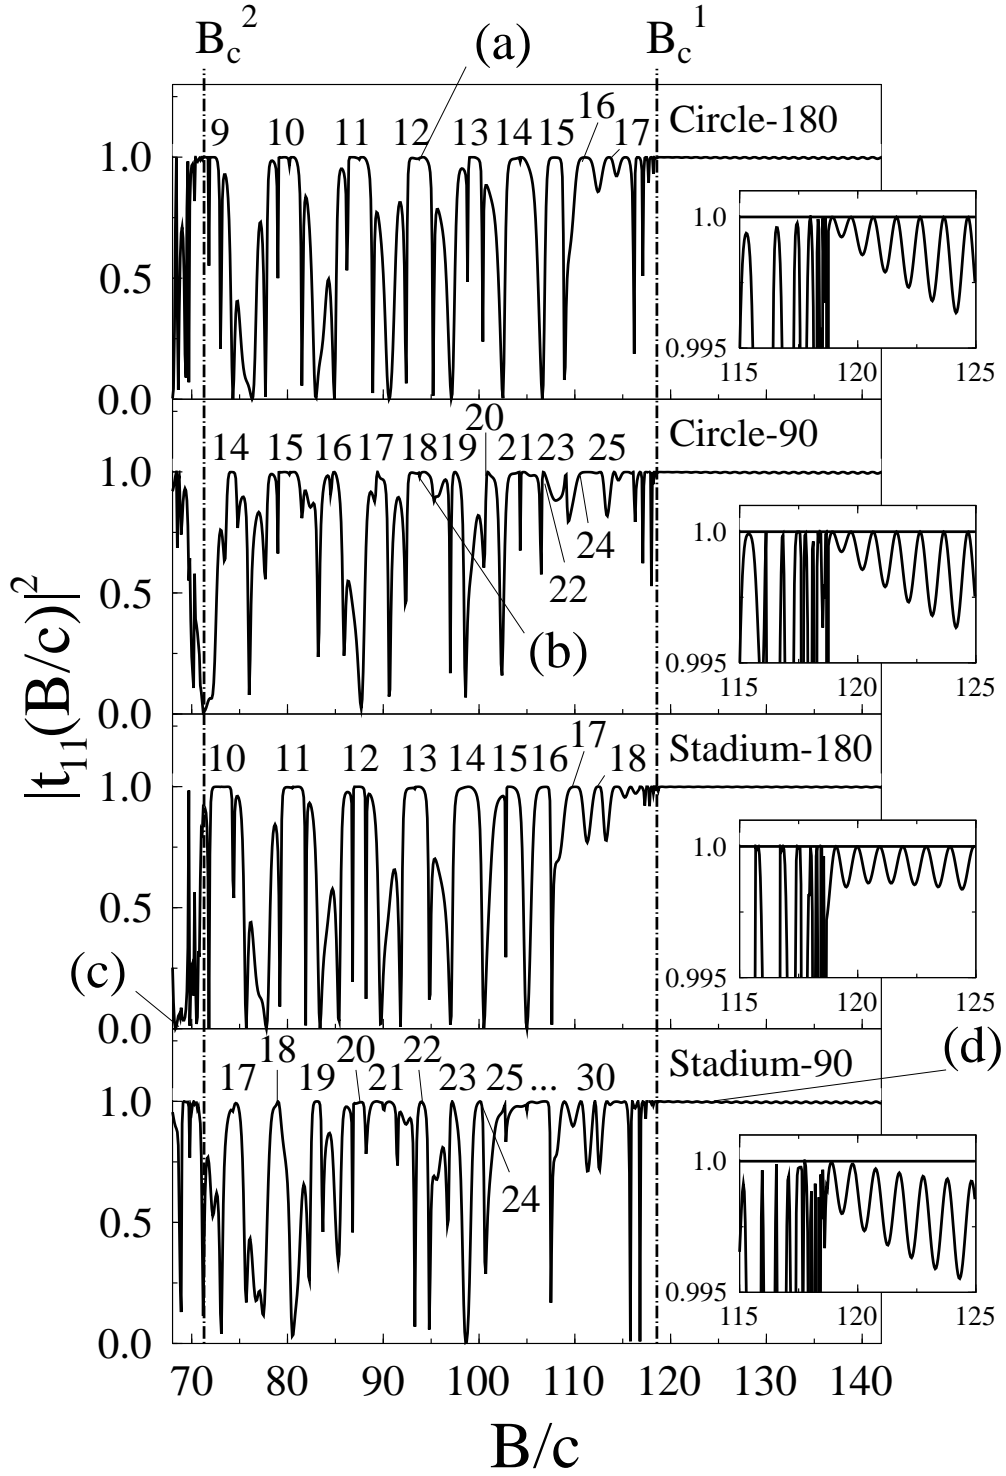 B_c^2 (a) B_c^1
9 10 11 12 13 14 15 16 17 Circle-180
1.0
0.5
0.0
1.0
0.995
115 120 125
14 15 16 17 18 19 20 21 23 25 Circle-90
22 24
(b)
1.0
0.5
0.0
1.0
0.995
115 120 125
|t_11(B/c)|^2
10 11 12 13 14 15 16 17 18 Stadium-180
1.0
0.5
0.0
(c)
1.0
0.995
115 120 125
(d)
17 18 19 20 21 22 23 25 ... 30 Stadium-90
24
1.0
0.5
0.0
1.0
0.995
115 120 125
70 80 90 100 110 120 130 140
B/c